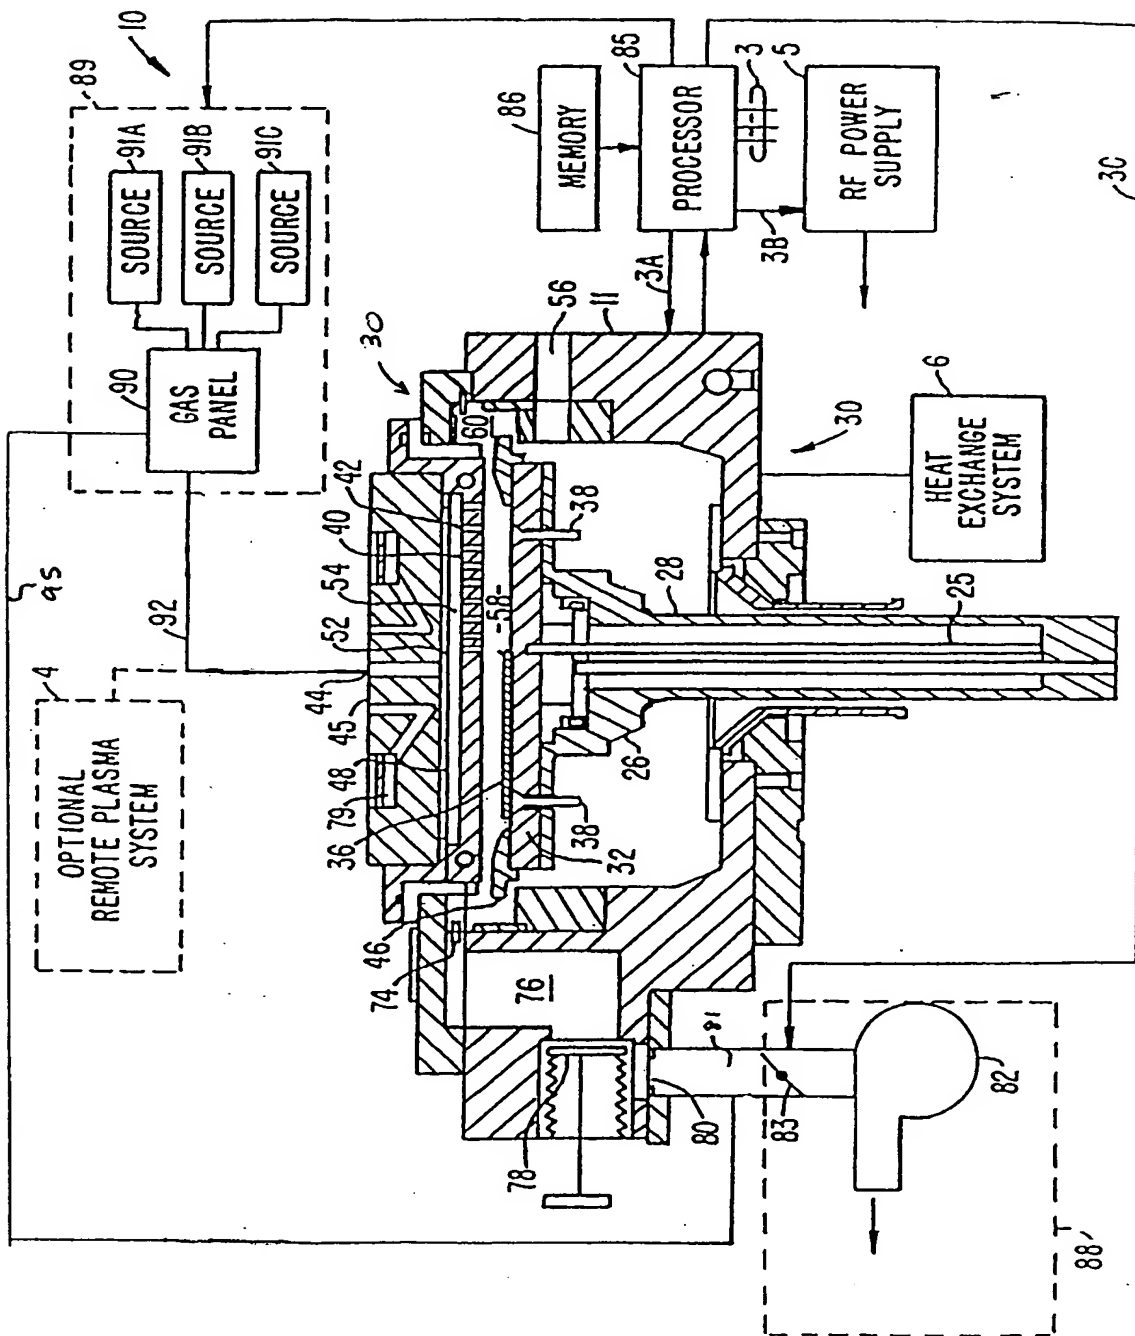 10
89
SOURCE
91A
SOURCE
91B
SOURCE
91C
90
GAS
PANEL
95
92
4
OPTIONAL
REMOTE PLASMA
SYSTEM
86
MEMORY
85
PROCESSOR
3
5
RF POWER
SUPPLY
3A
3B
3C
30
56
11
60
42
40
54
52
44
45
48
79
36
58
46
74
38
38
32
26
28
25
30
6
HEAT
EXCHANGE
SYSTEM
76
78
80
81
83
82
88